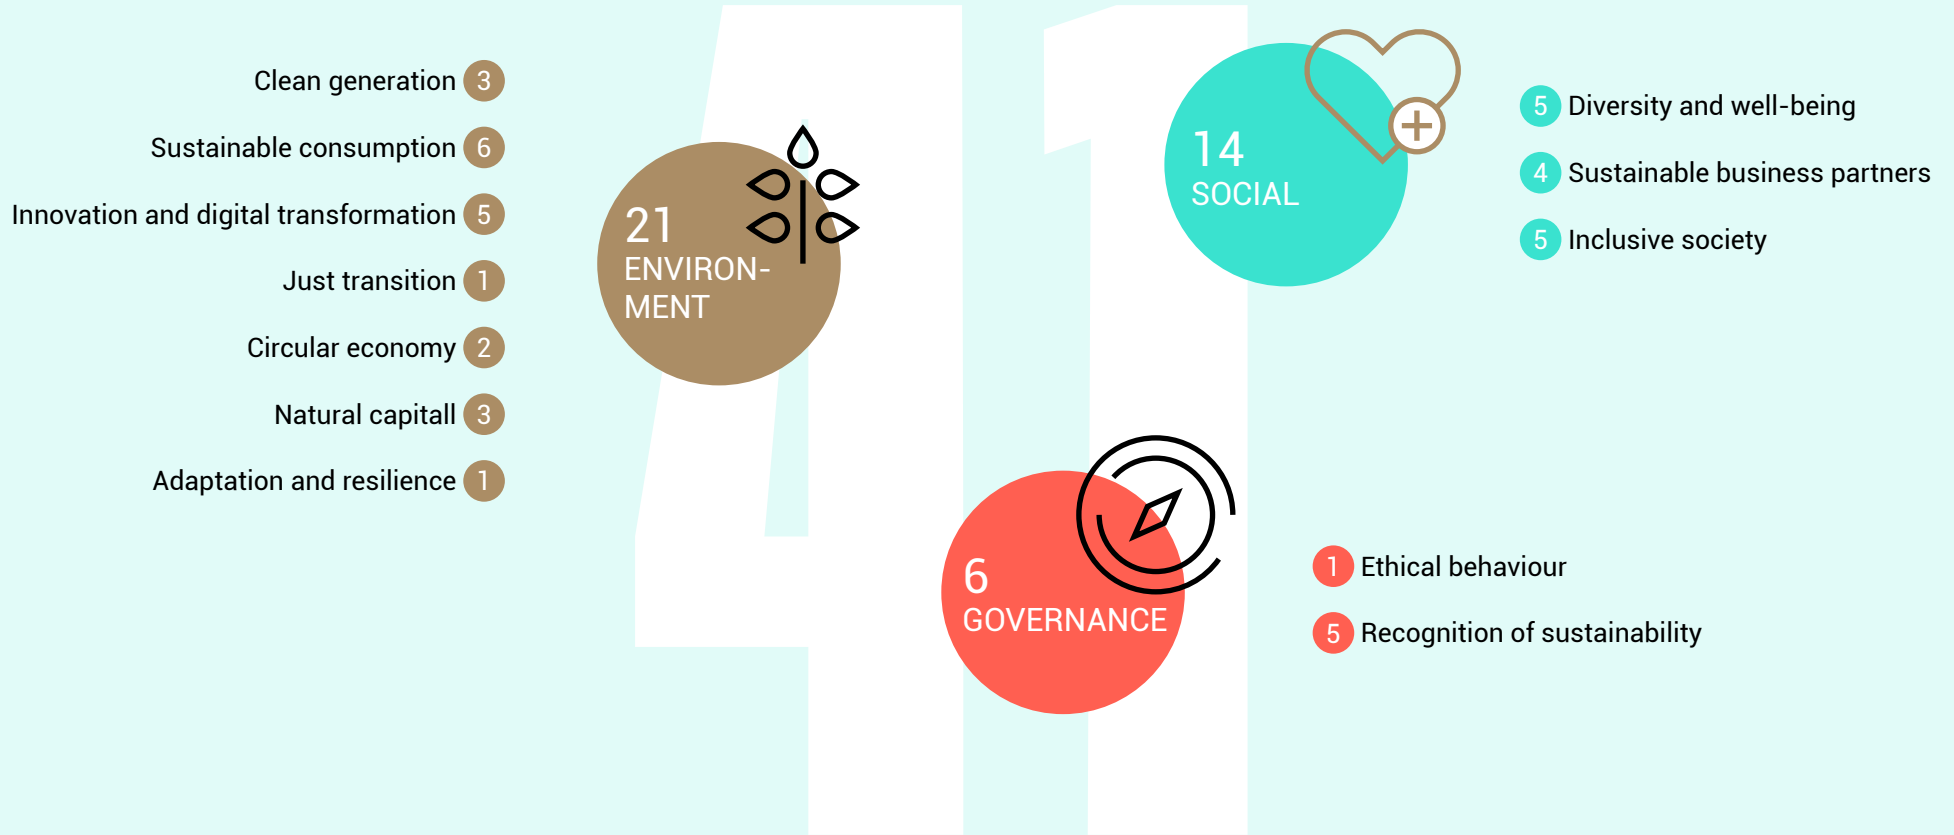 41
Clean generation 3
Sustainable consumption 6
Innovation and digital transformation 5
Just transition 1
Circular economy 2
Natural capitall 3
Adaptation and resilience 1
21
ENVIRON-
MENT
14
SOCIAL
5 Diversity and well-being
4 Sustainable business partners
5 Inclusive society
6
GOVERNANCE
1 Ethical behaviour
5 Recognition of sustainability